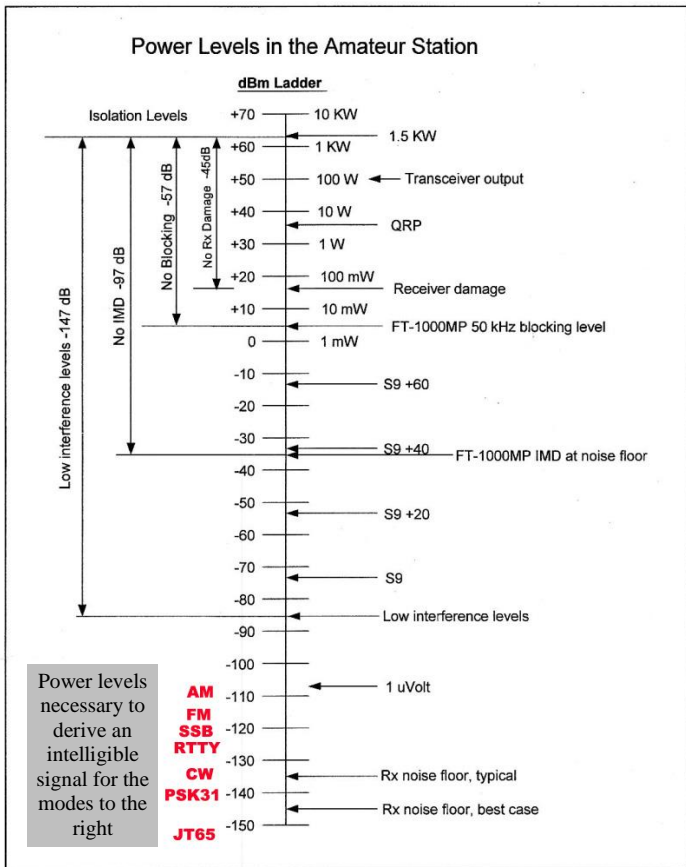 Power Levels in the Amateur Station
dBm Ladder
Isolation Levels
+70 10 KW
1.5 KW
+60 1 KW
+50 100 W Transceiver output
+40 10 W
QRP
+30 1 W
+20 100 mW
Receiver damage
+10 10 mW
FT-1000MP 50 kHz blocking level
0 1 mW
-10
S9 +60
-20
-30
S9 +40
FT-1000MP IMD at noise floor
-40
-50
S9 +20
-60
-70
S9
-80
Low interference levels
-90
-100
1 uVolt
-110
-120
-130
Rx noise floor, typical
-140
Rx noise floor, best case
-150
Low interference levels -147 dB
No IMD -97 dB
No Blocking -57 dB
No Rx Damage -45dB
Power levels
necessary to
derive an
intelligible
signal for the
modes to the
right
AM
FM
SSB
RTTY
CW
PSK31
JT65